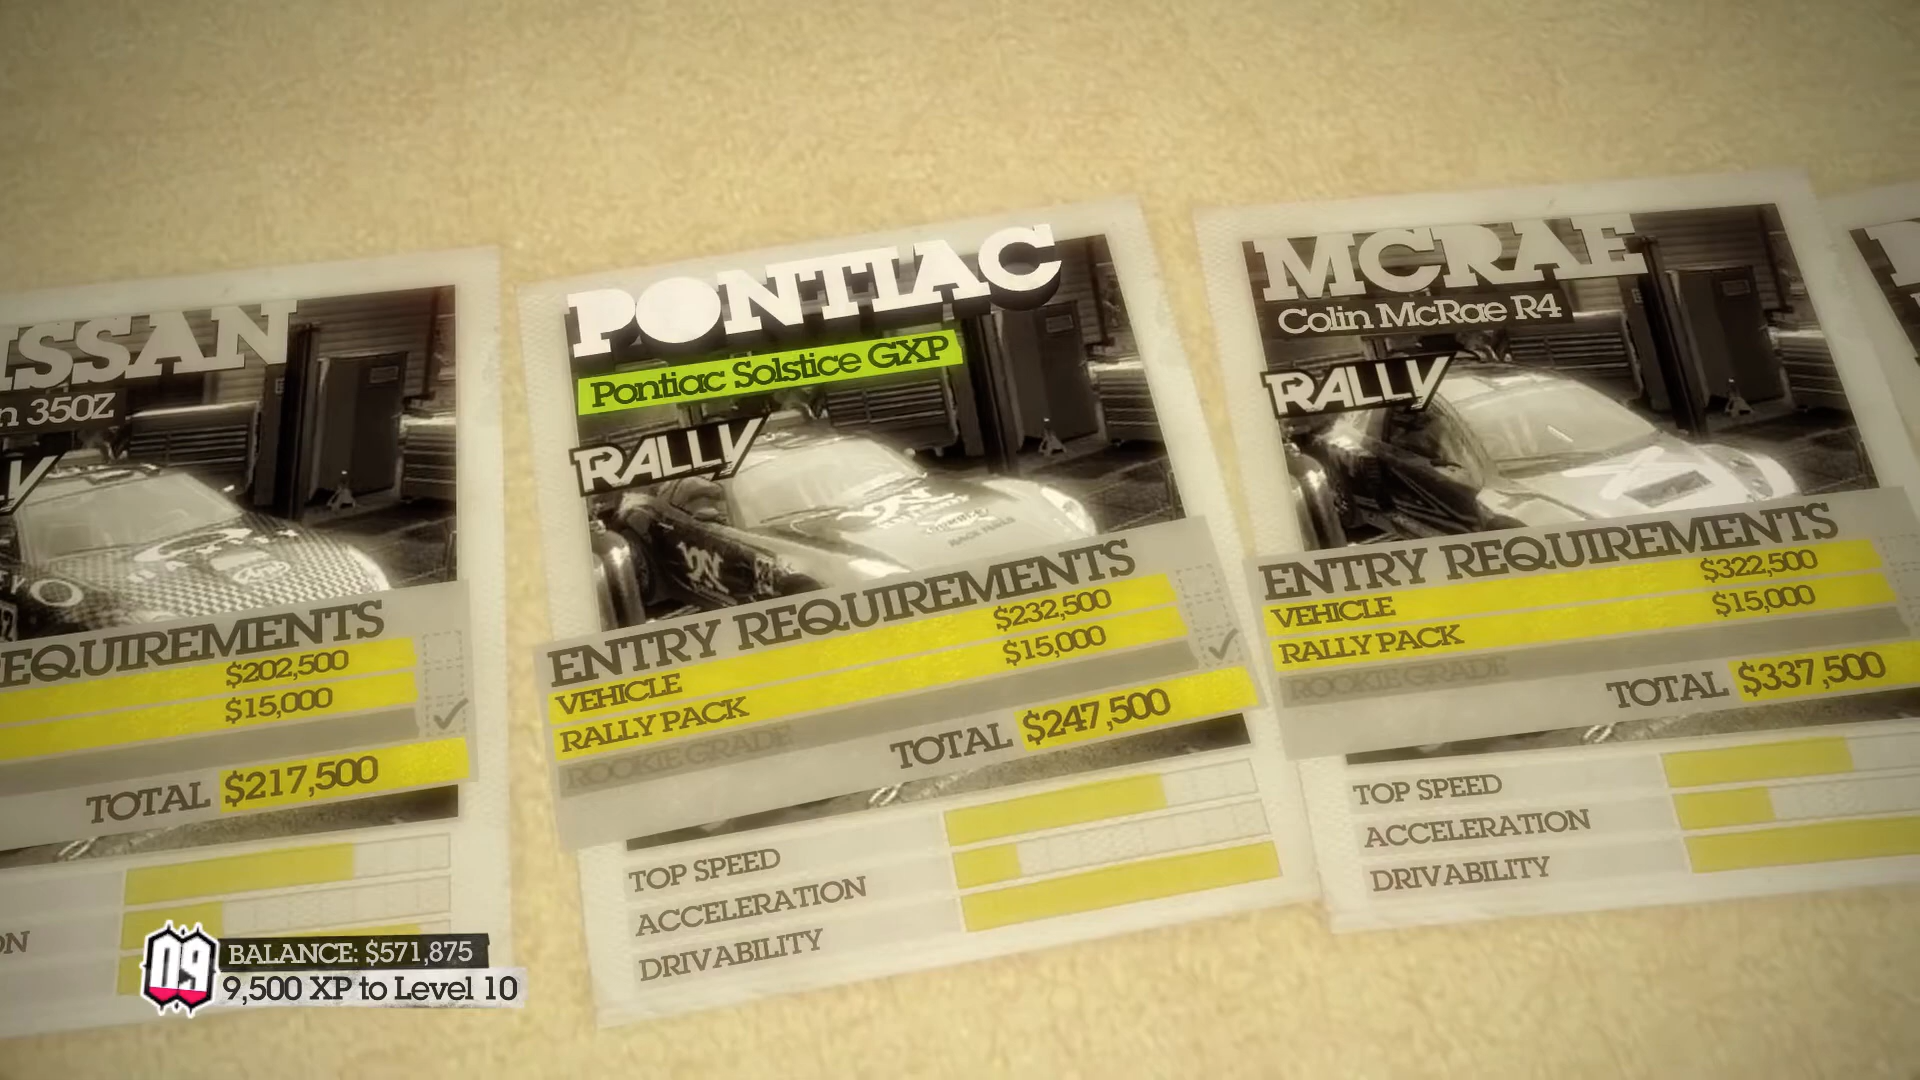 ISSAN
n 350Z
EQUIREMENTS
$202,500
$15,000
TOTAL $217,500
ON
PONTIAC
Pontiac Solstice GXP
RALLY
ENTRY REQUIREMENTS
VEHICLE $232,500
RALLY PACK $15,000
ROOKIE GRADE
TOTAL $247,500
TOP SPEED
ACCELERATION
DRIVABILITY
MCRAE
Colin McRae R4
RALLY
ENTRY REQUIREMENTS
VEHICLE $322,500
RALLY PACK $15,000
ROOKIE GRADE
TOTAL $337,500
TOP SPEED
ACCELERATION
DRIVABILITY
09
BALANCE: $571,875
9,500 XP to Level 10